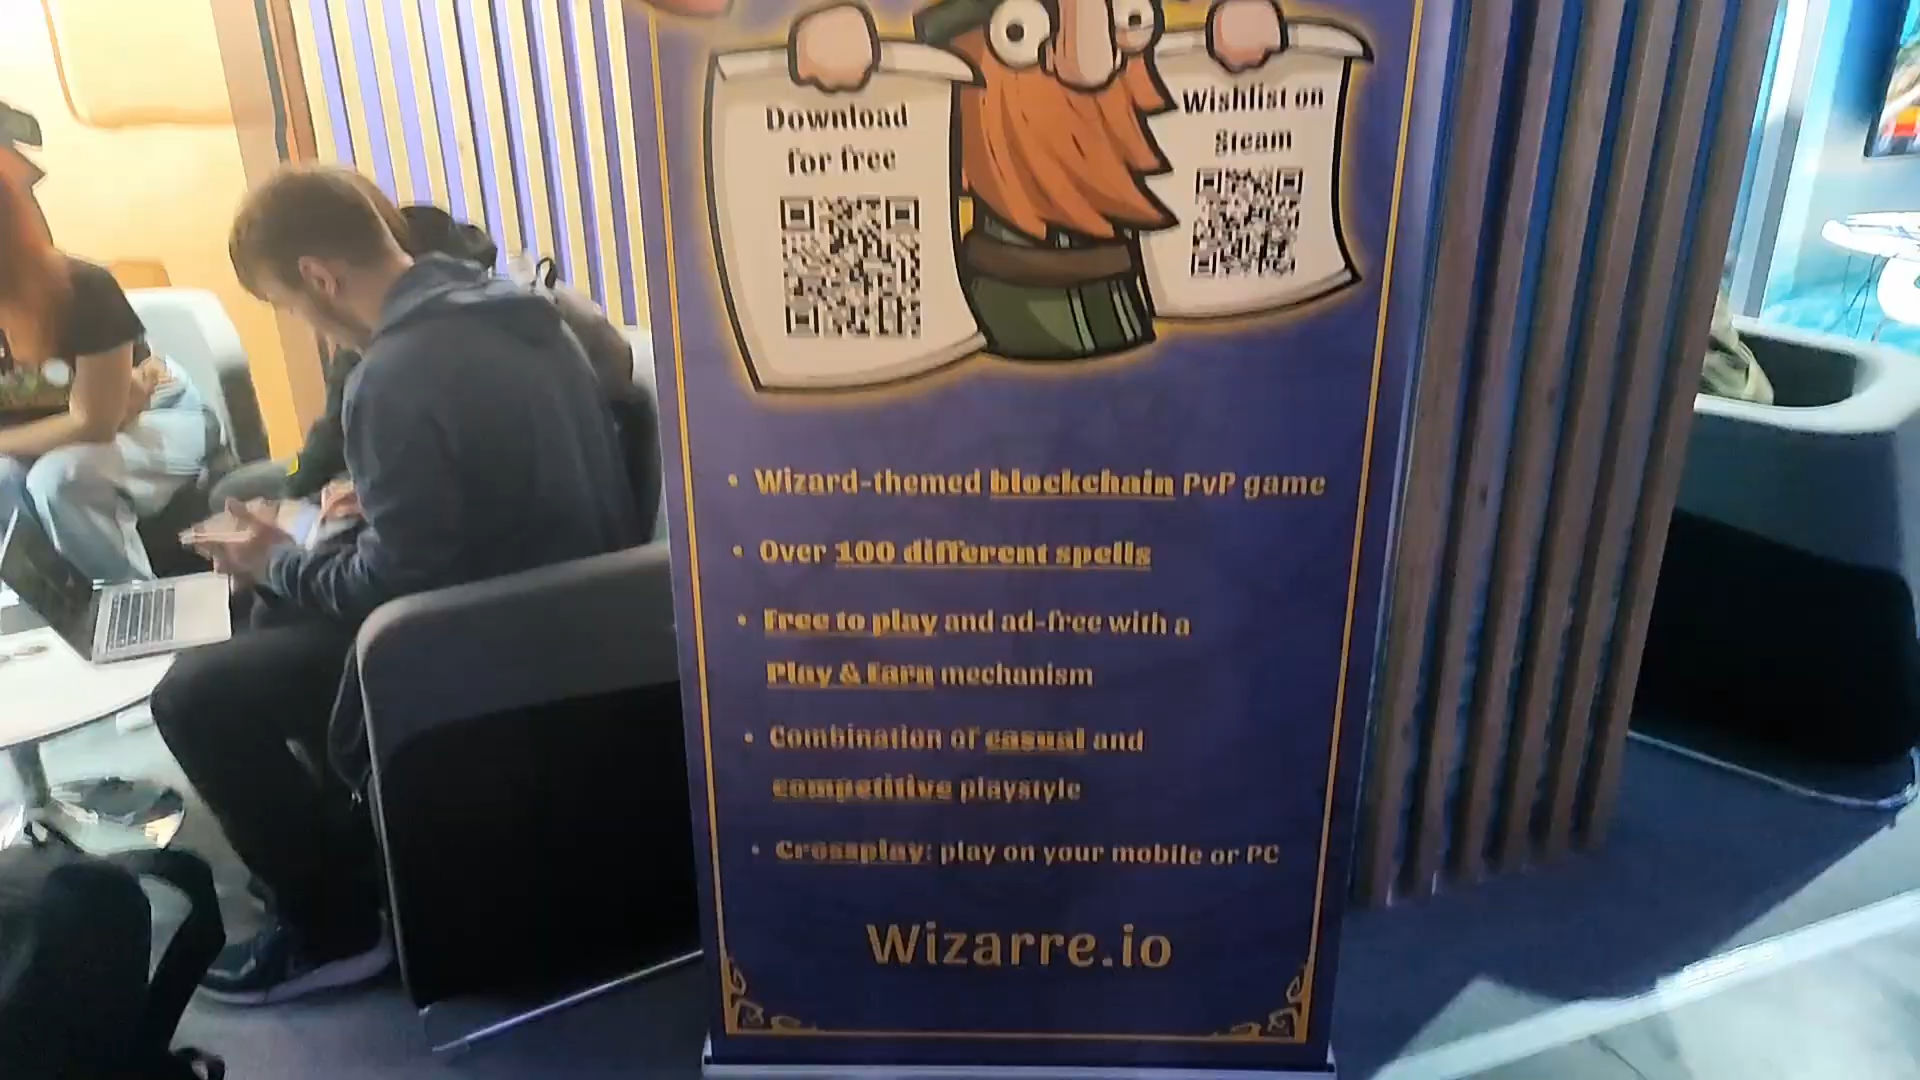 Download
for free
Wishlist on
Steam
• Wizard-themed blockchain PvP game
• Over 100 different spells
• Free to play and ad-free with a
Play & Earn mechanism
• Combination of casual and
competitive playstyle
• Crossplay: play on your mobile or PC
Wizarre.io